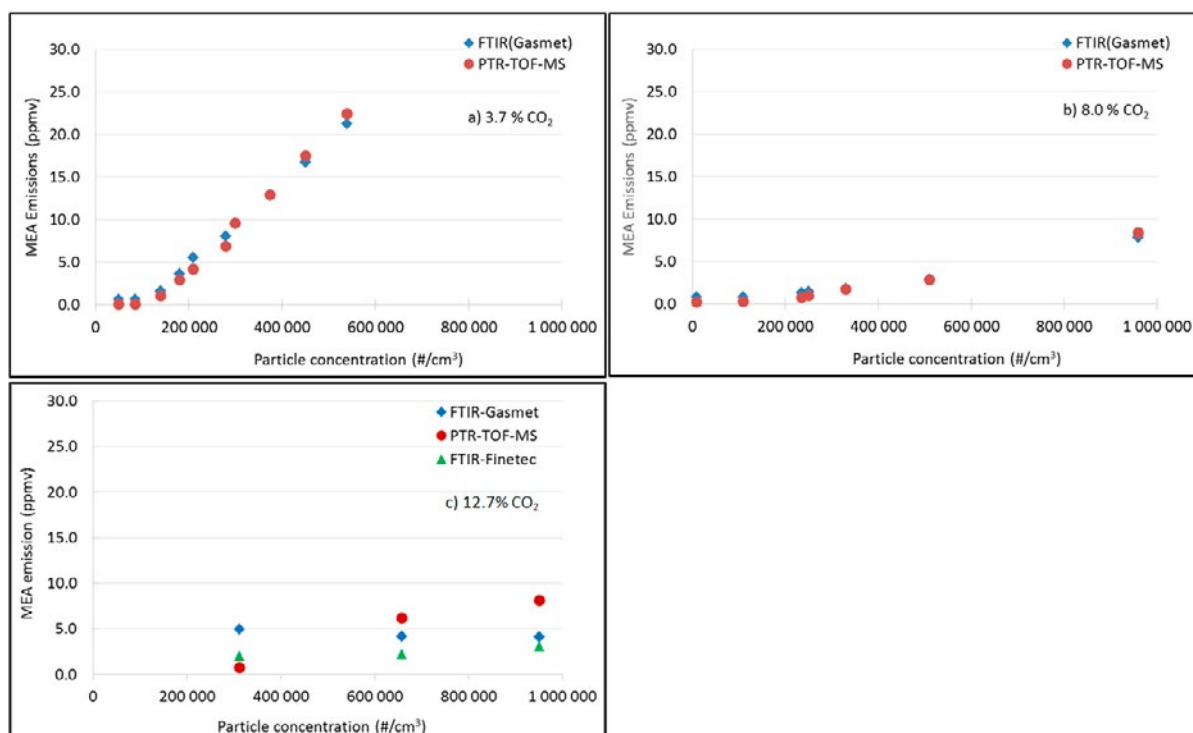 FTIR(Gasmet)
PTR-TOF-MS
a) 3.7 % CO₂
MEA Emissions (ppmv)
30.0
25.0
20.0
15.0
10.0
5.0
0.0
0
200 000
400 000
600 000
800 000
1 000 000
Particle concentration (#/cm³)
FTIR(Gasmet)
PTR-TOF-MS
b) 8.0 % CO₂
MEA Emissions (ppmv)
30.0
25.0
20.0
15.0
10.0
5.0
0.0
0
200 000
400 000
600 000
800 000
1 000 000
Particle concentration (#/cm³)
FTIR-Gasmet
PTR-TOF-MS
FTIR-Finetec
c) 12.7% CO₂
MEA emission (ppmv)
30.0
25.0
20.0
15.0
10.0
5.0
0.0
0
200 000
400 000
600 000
800 000
1 000 000
Particle concentration (#/cm³)